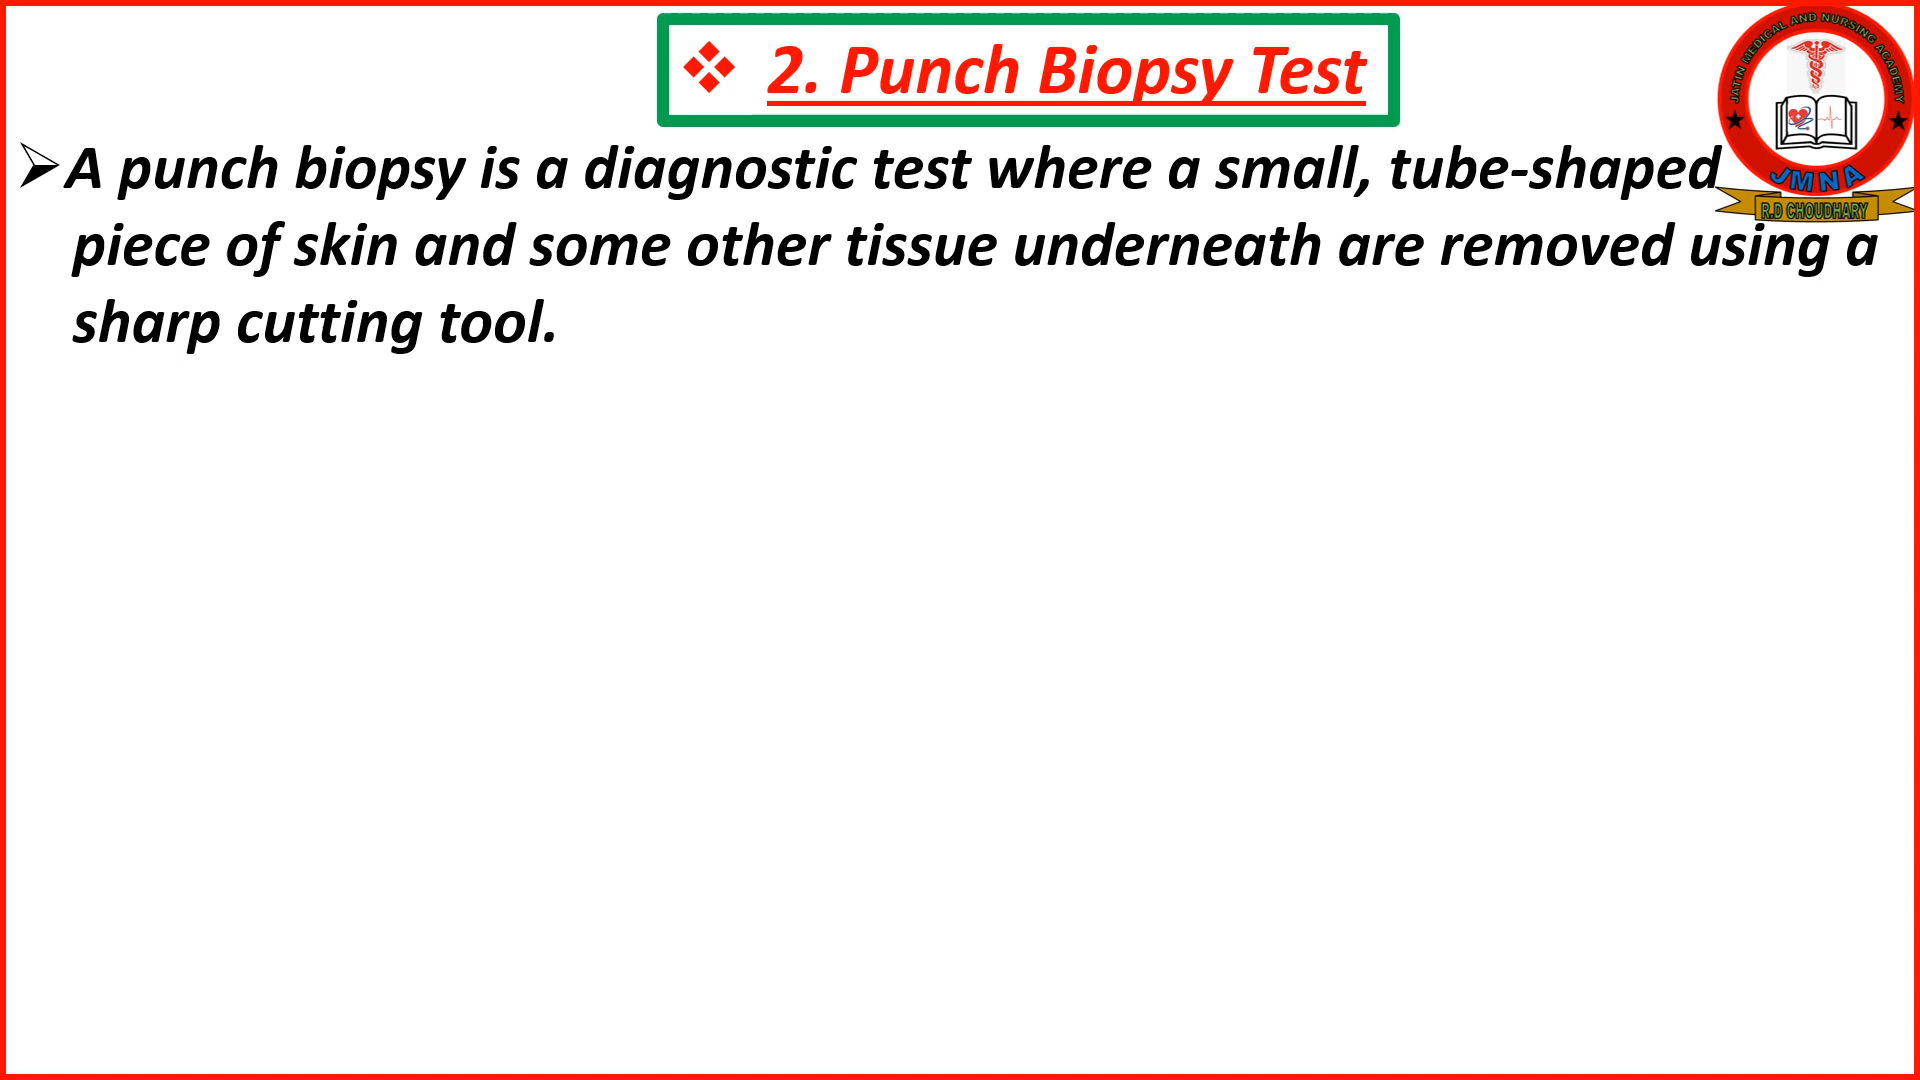 ❖ 2. Punch Biopsy Test
JATIN MEDICAL AND NURSING ACADEMY
JMNA
R.D CHOUDHARY
➢A punch biopsy is a diagnostic test where a small, tube-shaped
piece of skin and some other tissue underneath are removed using a
sharp cutting tool.